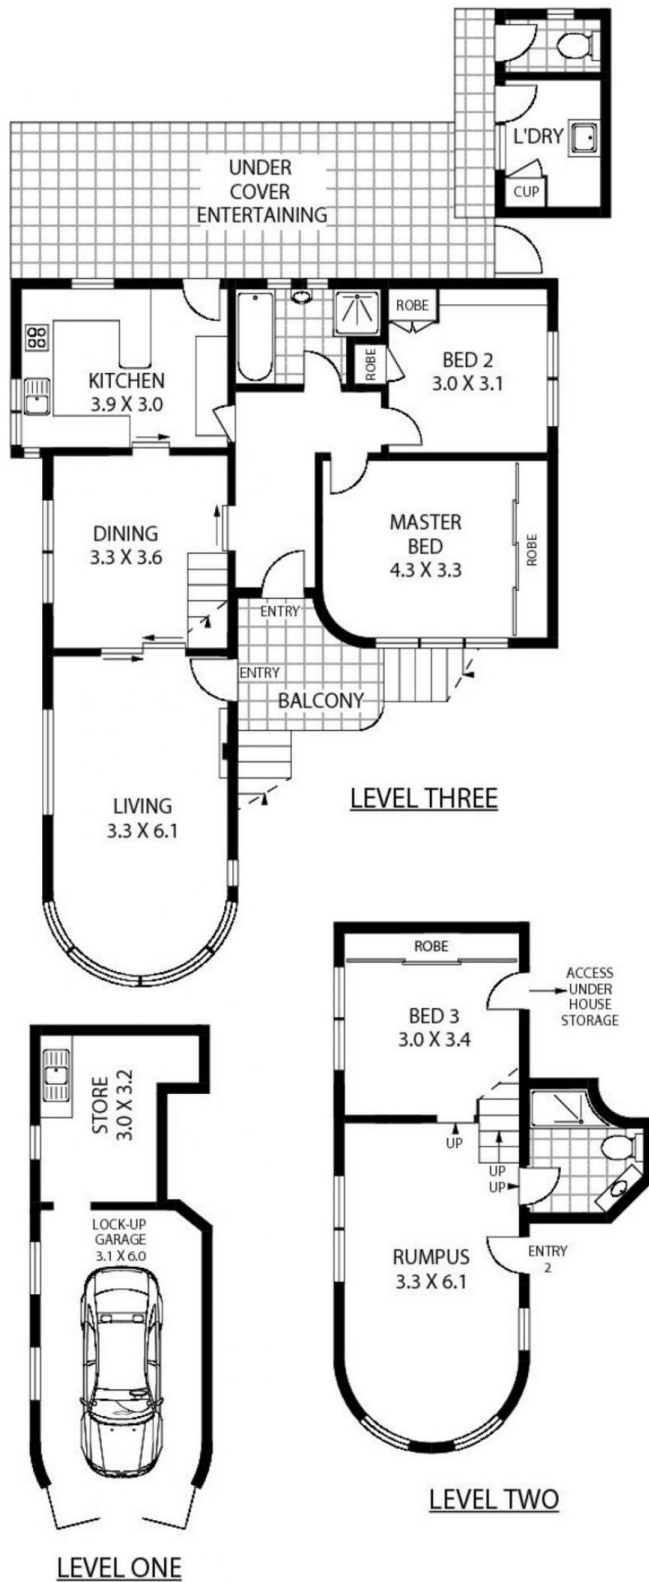 L'DRY
CUP
UNDER
COVER
ENTERTAINING
ROBE
ROBE
BED 2
3.0 X 3.1
KITCHEN
3.9 X 3.0
DINING
3.3 X 3.6
MASTER
BED
4.3 X 3.3
ROBE
ENTRY
ENTRY
BALCONY
LIVING
3.3 X 6.1
LEVEL THREE
ROBE
BED 3
3.0 X 3.4
ACCESS
UNDER
HOUSE
STORAGE
UP
UP
UP
RUMPUS
3.3 X 6.1
ENTRY
2
LEVEL TWO
STORE
3.0 X 3.2
LOCK-UP
GARAGE
3.1 X 6.0
LEVEL ONE